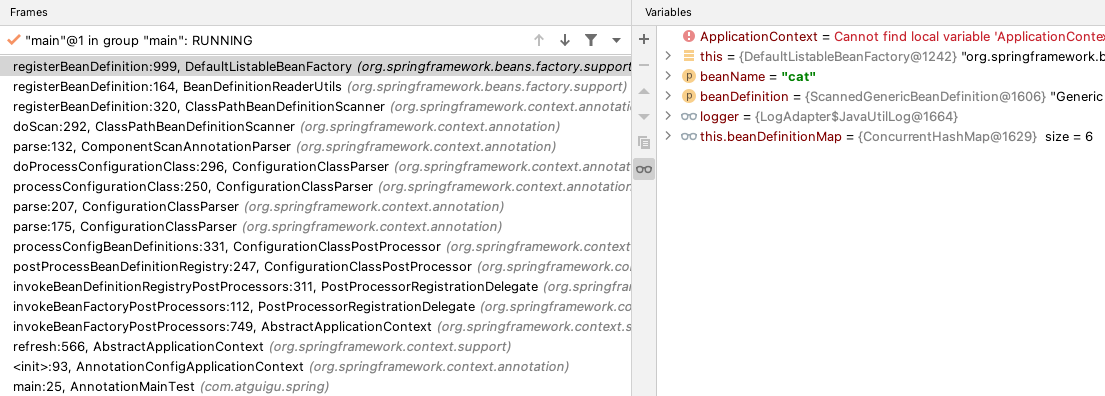 Frames
"main"@1 in group "main": RUNNING
registerBeanDefinition:999, DefaultListableBeanFactory (org.springframework.beans.factory.support
registerBeanDefinition:164, BeanDefinitionReaderUtils (org.springframework.beans.factory.support)
registerBeanDefinition:320, ClassPathBeanDefinitionScanner (org.springframework.context.annotation
doScan:292, ClassPathBeanDefinitionScanner (org.springframework.context.annotation)
parse:132, ComponentScanAnnotationParser (org.springframework.context.annotation)
doProcessConfigurationClass:296, ConfigurationClassParser (org.springframework.context.annotation
processConfigurationClass:250, ConfigurationClassParser (org.springframework.context.annotation)
parse:207, ConfigurationClassParser (org.springframework.context.annotation)
parse:175, ConfigurationClassParser (org.springframework.context.annotation)
processConfigBeanDefinitions:331, ConfigurationClassPostProcessor (org.springframework.context
postProcessBeanDefinitionRegistry:247, ConfigurationClassPostProcessor (org.springframework.co
invokeBeanDefinitionRegistryPostProcessors:311, PostProcessorRegistrationDelegate (org.springf
invokeBeanFactoryPostProcessors:112, PostProcessorRegistrationDelegate (org.springframework.c
invokeBeanFactoryPostProcessors:749, AbstractApplicationContext (org.springframework.context.s
refresh:566, AbstractApplicationContext (org.springframework.context.support)
<init>:93, AnnotationConfigApplicationContext (org.springframework.context.annotation)
main:25, AnnotationMainTest (com.atguigu.spring)
Variables
ApplicationContext = Cannot find local variable 'ApplicationConte
this = {DefaultListableBeanFactory@1242} "org.springframework.b
beanName = "cat"
beanDefinition = {ScannedGenericBeanDefinition@1606} "Generic
logger = {LogAdapter$JavaUtilLog@1664}
this.beanDefinitionMap = {ConcurrentHashMap@1629} size = 6